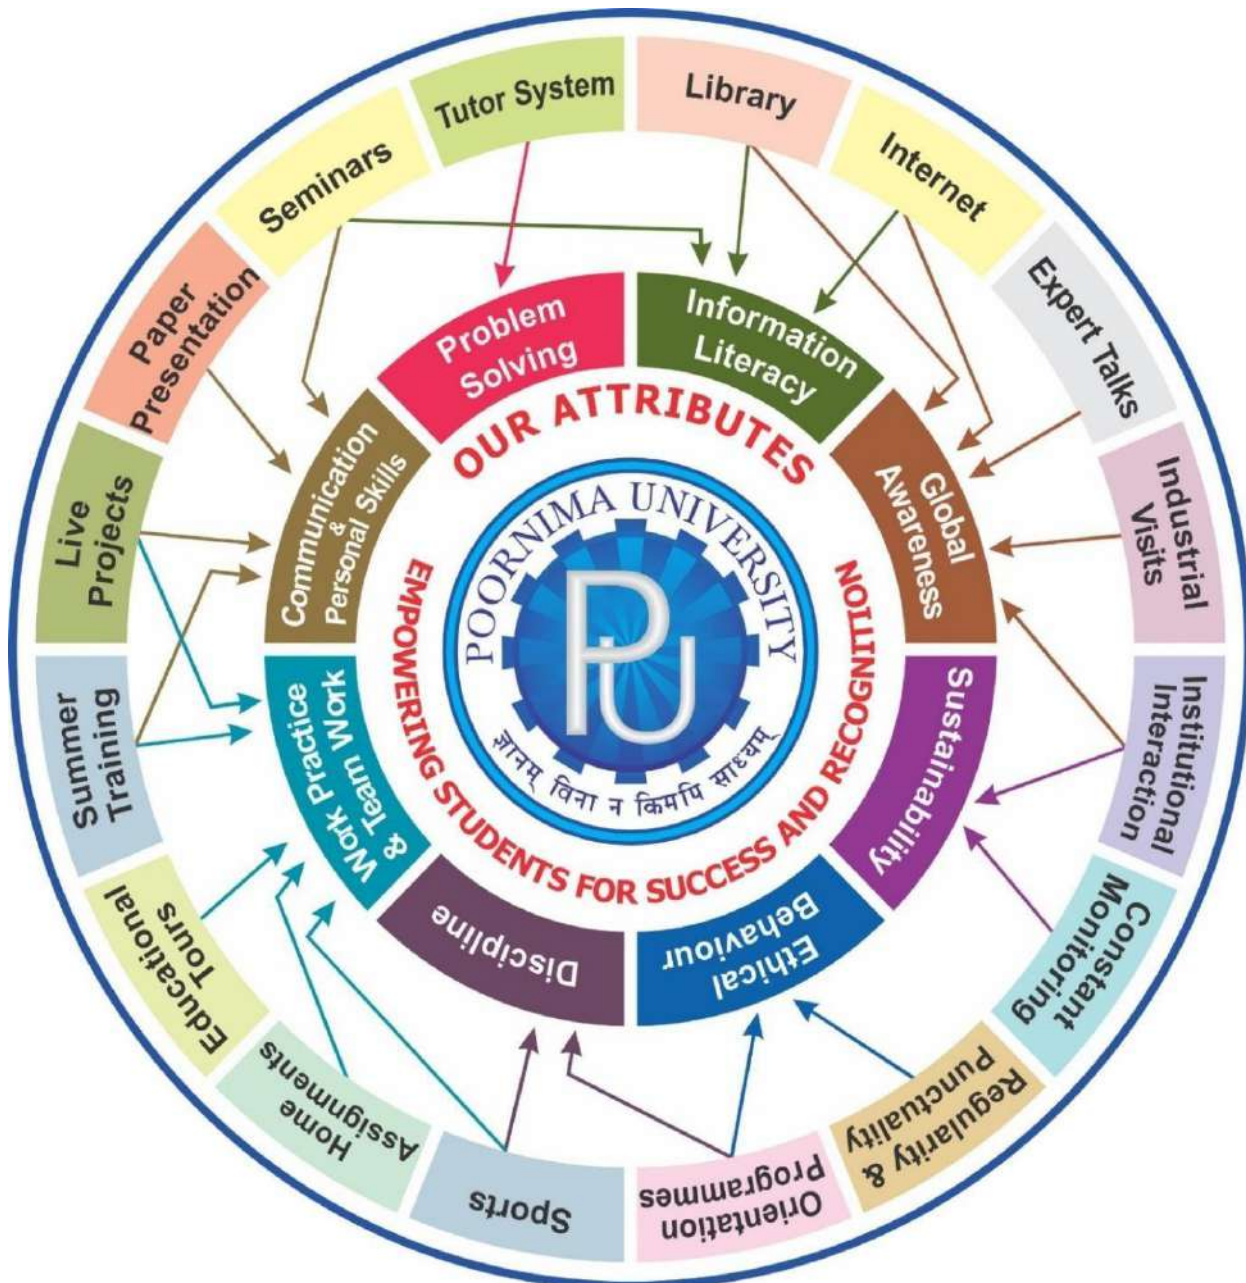 Tutor System
Library
Internet
Expert Talks
Industrial
Visits
Institutional
Interaction
Constant
Monitoring
Regularity &
Punctuality
Orientation
Programmes
Sports
Home
Assignments
Educational
Tours
Summer
Training
Live
Projects
Paper
Presentation
Seminars
Problem
Solving
Information
Literacy
Global
Awareness
Sustainability
Ethical
Behaviour
Discipline
Work Practice
& Team Work
Communication
&
Personal Skills
OUR ATTRIBUTES
EMPOWERING STUDENTS FOR SUCCESS AND RECOGNITION
POORNIMA UNIVERSITY
PU
ज्ञानम् विना न किमपि साध्यम्